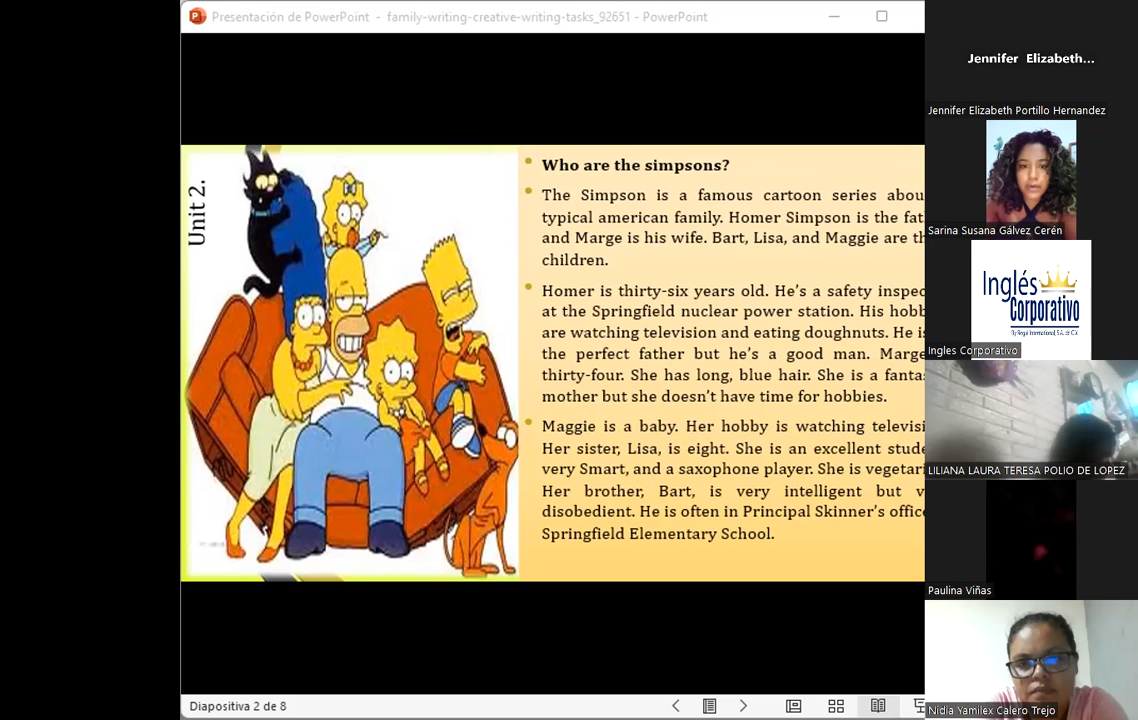 Presentación de PowerPoint - family-writing-creative-writing-tasks_92651 - PowerPoint
Unit 2.
Who are the simpsons?
The Simpson is a famous cartoon series abou
typical american family. Homer Simpson is the fat
and Marge is his wife. Bart, Lisa, and Maggie are th
children.
Homer is thirty-six years old. He's a safety inspec
at the Springfield nuclear power station. His hobb
are watching television and eating doughnuts. He i
the perfect father but he's a good man. Marge
thirty-four. She has long, blue hair. She is a fanta
mother but she doesn't have time for hobbies.
Maggie is a baby. Her hobby is watching televisi
Her sister, Lisa, is eight. She is an excellent stude
very Smart, and a saxophone player. She is vegetari
Her brother, Bart, is very intelligent but v
disobedient. He is often in Principal Skinner's offic
Springfield Elementary School.
Diapositiva 2 de 8
Jennifer Elizabeth...
Jennifer Elizabeth Portillo Hernandez
Sarina Susana Gálvez Cerén
Inglés
Corporativo
Ingles Corporativo
LILIANA LAURA TERESA POLIO DE LOPEZ
Paulina Viñas
Nidia Yamilex Calero Trejo